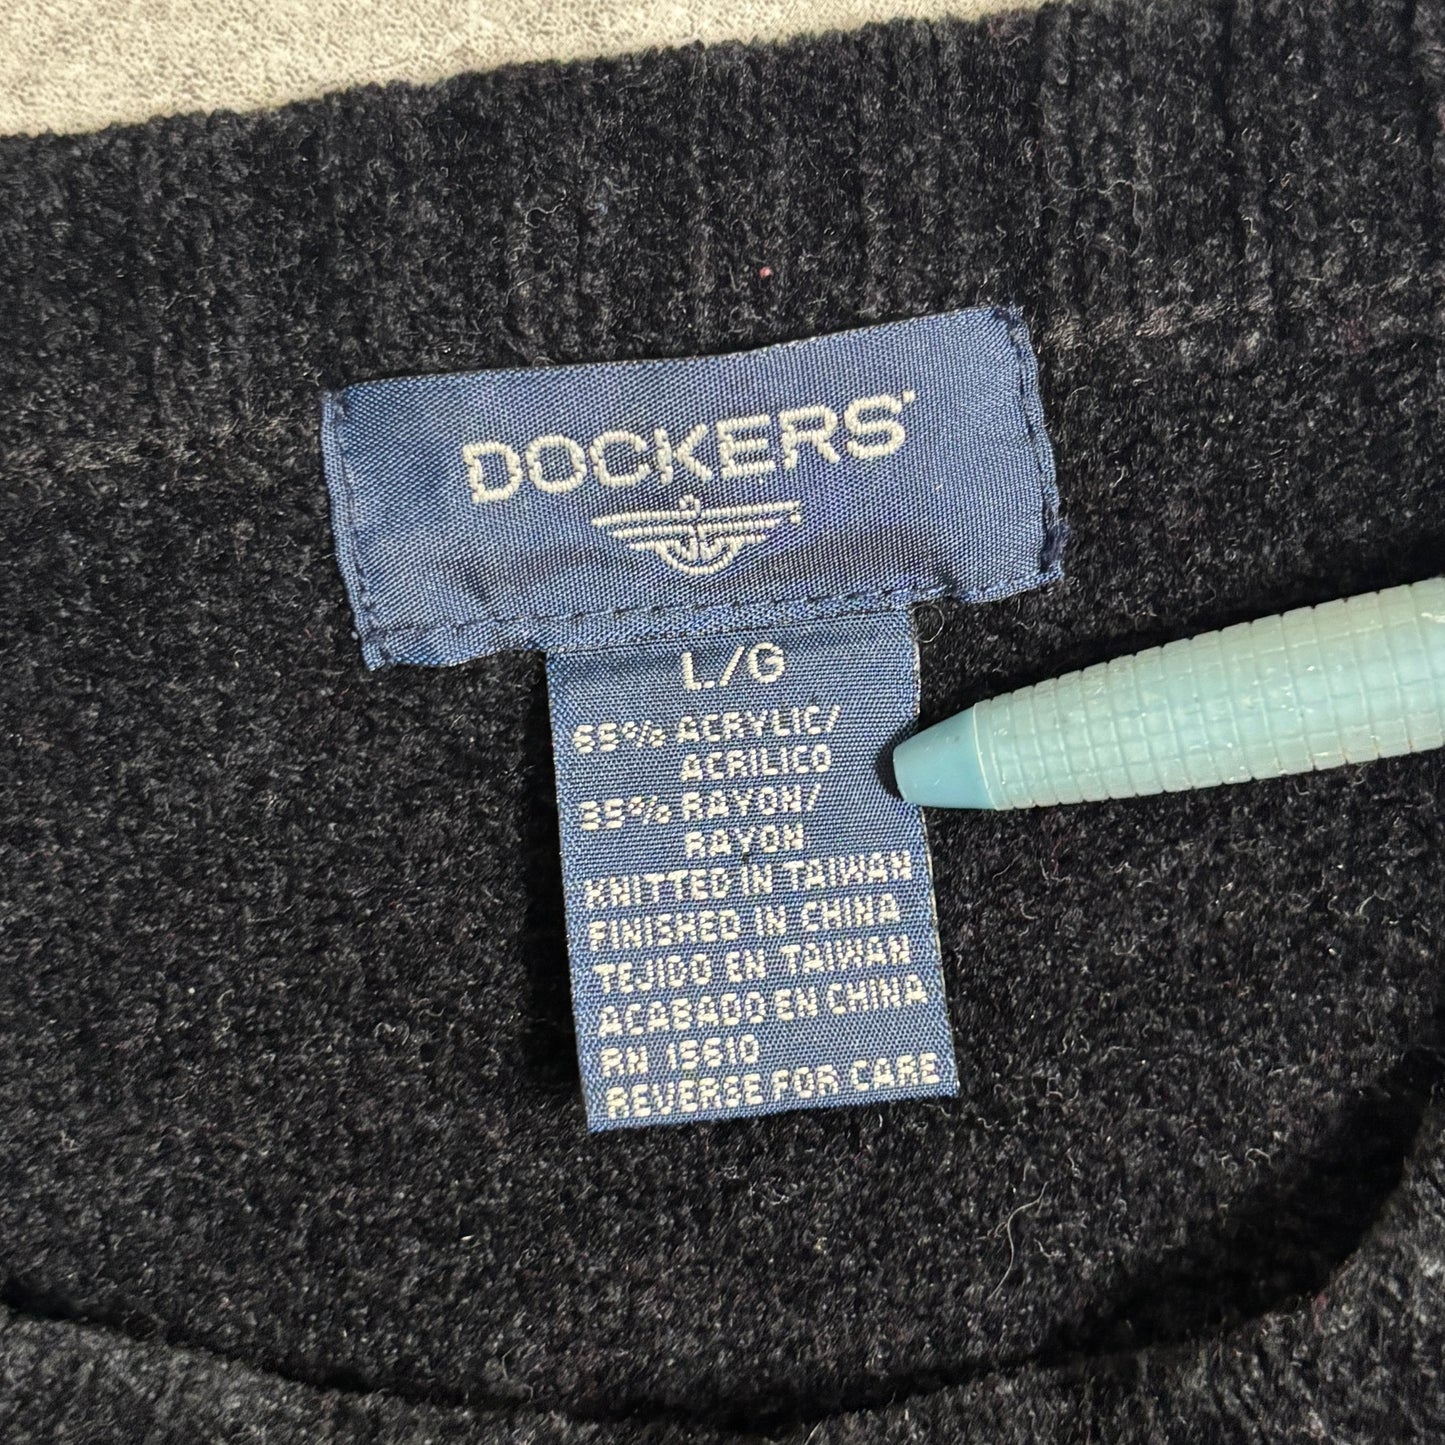 DOCKERS
L/G
65% ACRYLIC/
ACRILICO
35% RAYON/
RAYON
KNITTED IN TAIWAN
FINISHED IN CHINA
TEJIDO EN TAIWAN
ACABADO EN CHINA
RN 15610
REVERSE FOR CARE